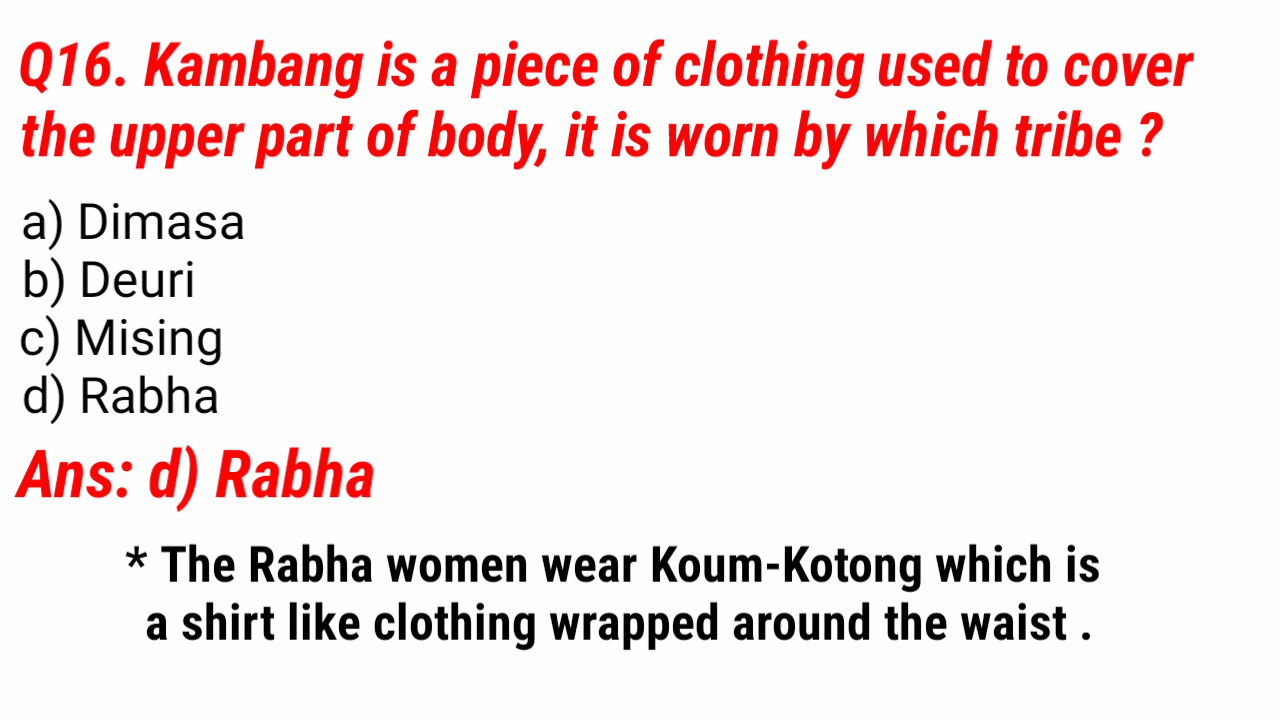 Q16. Kambang is a piece of clothing used to cover
the upper part of body, it is worn by which tribe ?
a) Dimasa
b) Deuri
c) Mising
d) Rabha
Ans: d) Rabha
* The Rabha women wear Koum-Kotong which is
a shirt like clothing wrapped around the waist .